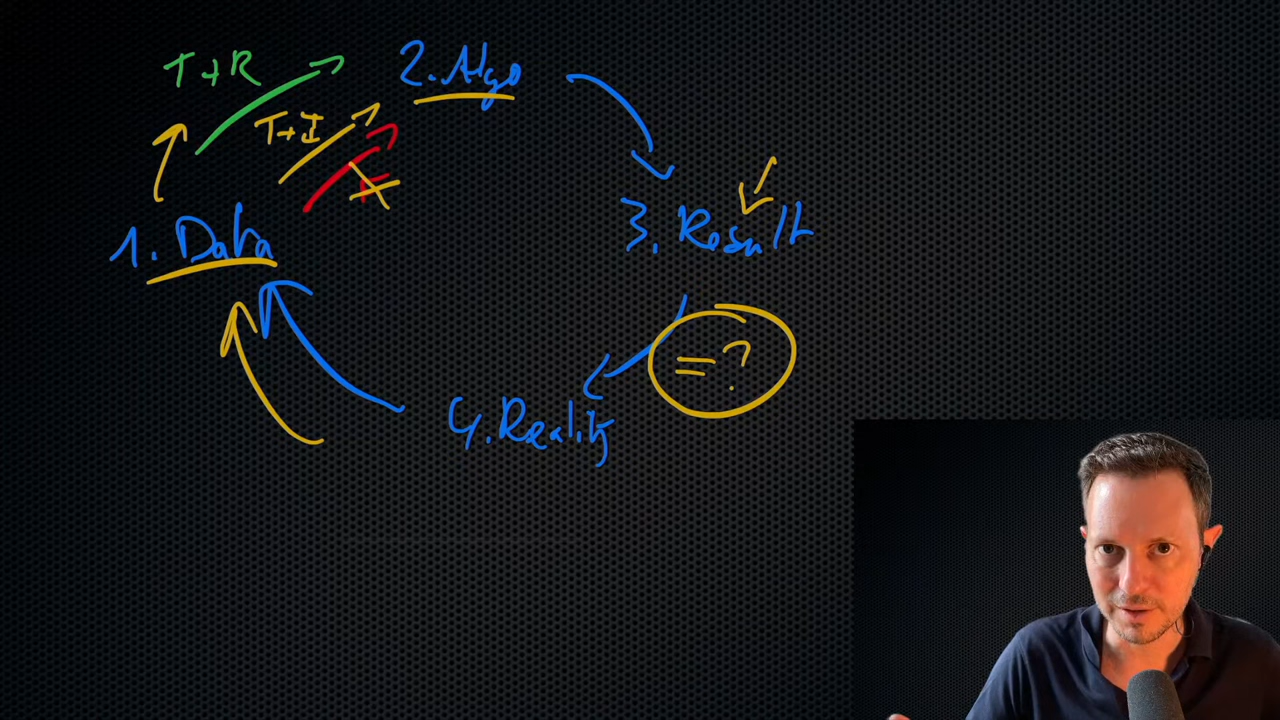 T+R
2. Algo
T+I
F
1. Data
3. Result
= ?
4. Reality